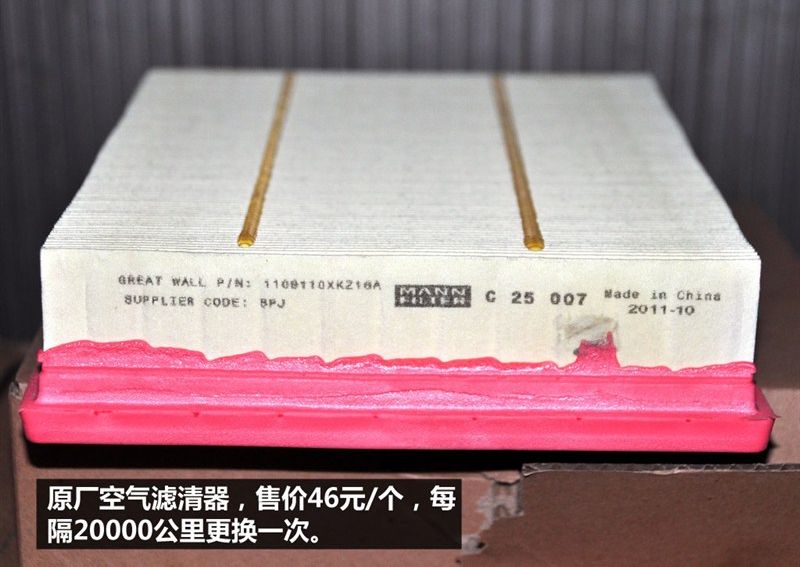 GREAT WALL P/N: 1109110XKZ16A
SUPPLIER CODE: BPJ
MANN
FILTER
C 25 007
Made in China
2011-10
原厂空气滤清器，售价46元/个，每
隔20000公里更换一次。